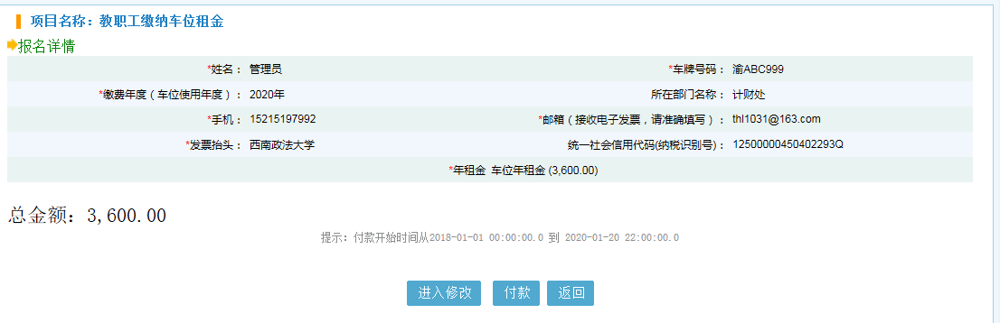 项目名称：教职工缴纳车位租金
报名详情
*姓名： 管理员 *车牌号码： 渝ABC999
*缴费年度（车位使用年度）： 2020年 所在部门名称： 计财处
*手机： 15215197992 *邮箱（接收电子发票，请准确填写）： thl1031@163.com
*发票抬头： 西南政法大学 统一社会信用代码(纳税识别号)： 12500000450402293Q
*年租金 车位年租金 (3,600.00)
总金额：3,600.00
提示：付款开始时间从2018-01-01 00:00:00.0 到 2020-01-20 22:00:00.0
进入修改 付款 返回